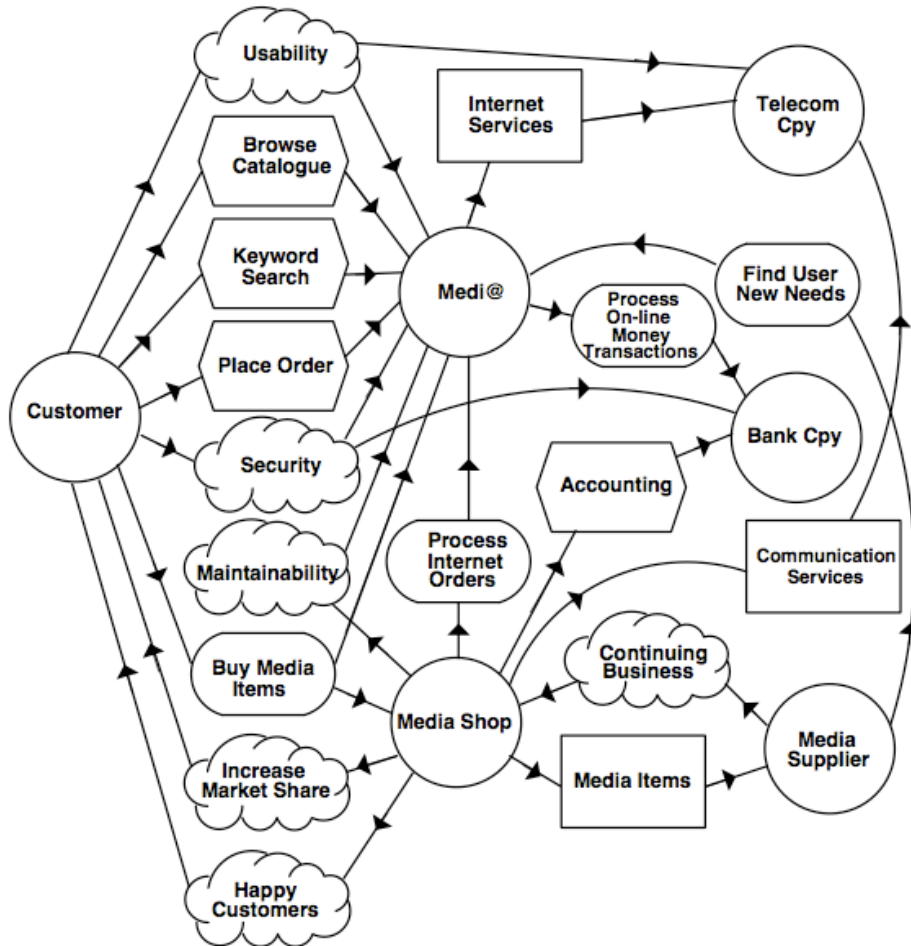 Usability
Internet
Services
Telecom
Cpy
Browse
Catalogue
Keyword
Search
Medi@
Find User
New Needs
Process
On-line
Money
Transactions
Place Order
Customer
Bank Cpy
Security
Accounting
Process
Internet
Orders
Maintainability
Communication
Services
Buy Media
Items
Continuing
Business
Media Shop
Media
Supplier
Increase
Market Share
Media Items
Happy
Customers